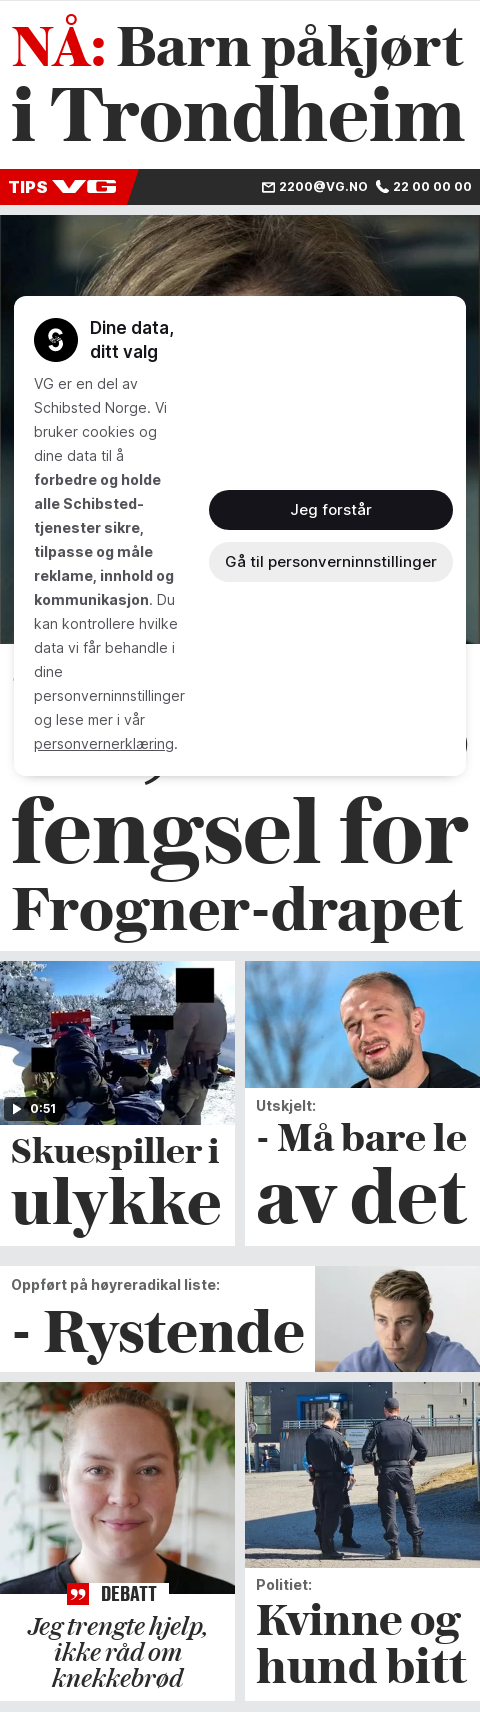 NÅ: Barn påkjørt
i Trondheim
TIPS VG
2200@VG.NO
22 00 00 00
Dine data,
ditt valg
VG er en del av
Schibsted Norge. Vi
bruker cookies og
dine data til å
forbedre og holde
alle Schibsted-
tjenester sikre,
tilpasse og måle
reklame, innhold og
kommunikasjon. Du
kan kontrollere hvilke
data vi får behandle i
dine
personverninnstillinger
og lese mer i vår
personvernerklæring.
Jeg forstår
Gå til personverninnstillinger
fengsel for
Frogner-drapet
0:51
Skuespiller i
ulykke
Utskjelt:
- Må bare le
av det
Oppført på høyreradikal liste:
- Rystende
DEBATT
Jeg trengte hjelp,
ikke råd om
knekkebrød
Politiet:
Kvinne og
hund bitt